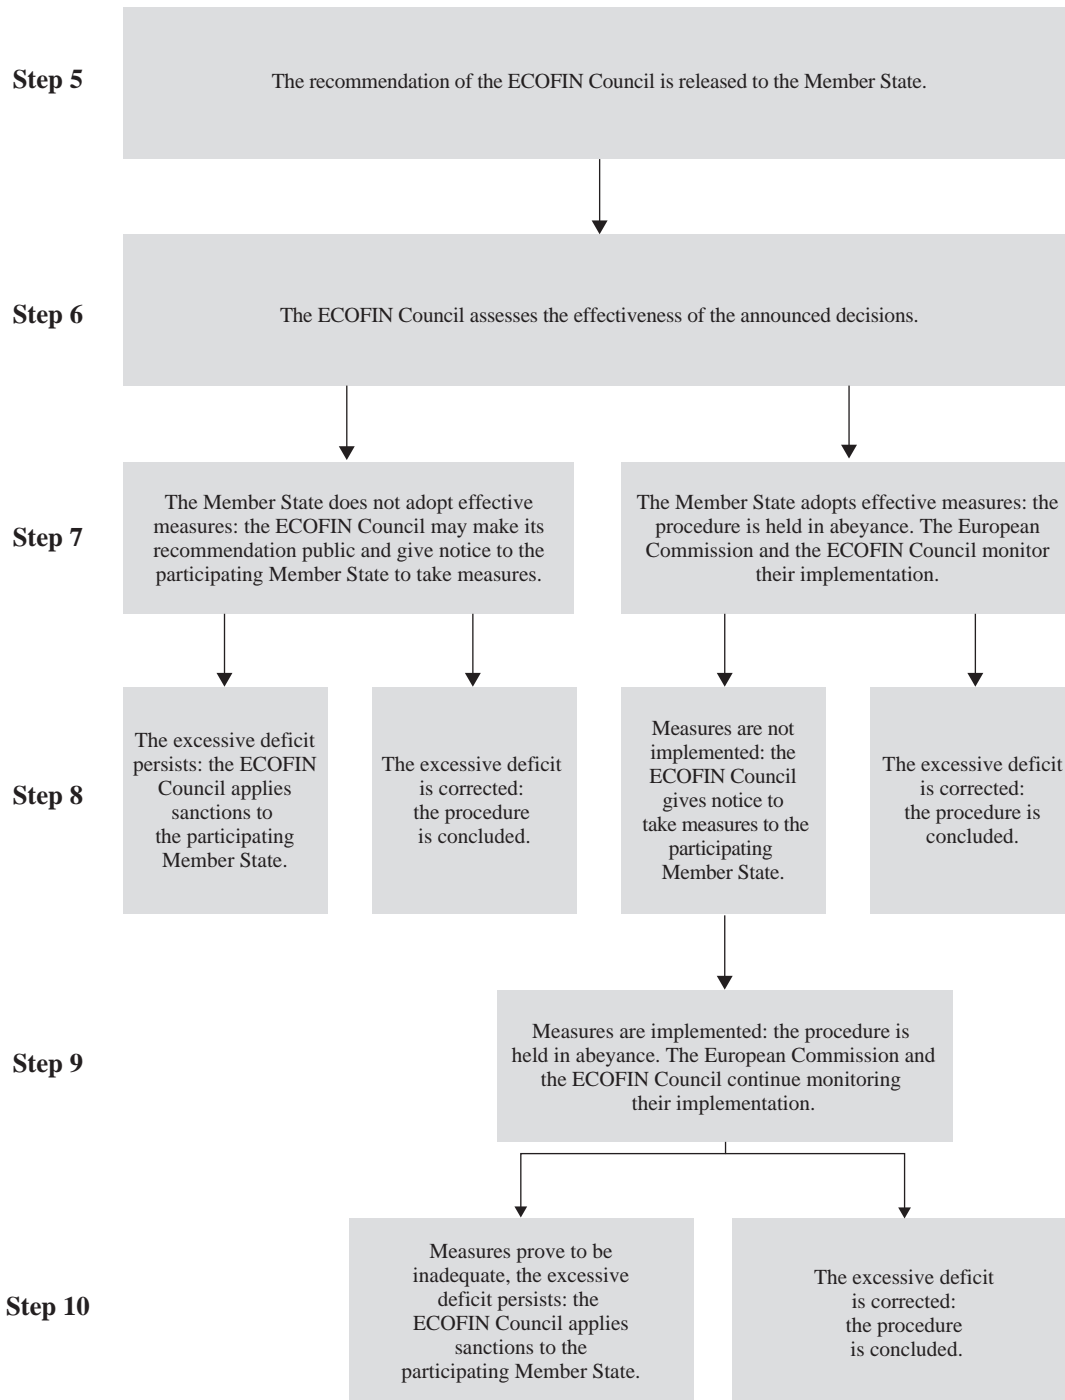 Step 5
The recommendation of the ECOFIN Council is released to the Member State.
Step 6
The ECOFIN Council assesses the effectiveness of the announced decisions.
Step 7
The Member State does not adopt effective
measures: the ECOFIN Council may make its
recommendation public and give notice to the
participating Member State to take measures.
The Member State adopts effective measures: the
procedure is held in abeyance. The European
Commission and the ECOFIN Council monitor
their implementation.
Step 8
The excessive deficit
persists: the ECOFIN
Council applies
sanctions to
the participating
Member State.
The excessive deficit
is corrected:
the procedure
is concluded.
Measures are not
implemented: the
ECOFIN Council
gives notice to
take measures to the
participating
Member State.
The excessive deficit
is corrected:
the procedure is
concluded.
Step 9
Measures are implemented: the procedure is
held in abeyance. The European Commission and
the ECOFIN Council continue monitoring
their implementation.
Step 10
Measures prove to be
inadequate, the excessive
deficit persists: the
ECOFIN Council applies
sanctions to the
participating Member State.
The excessive deficit
is corrected:
the procedure
is concluded.